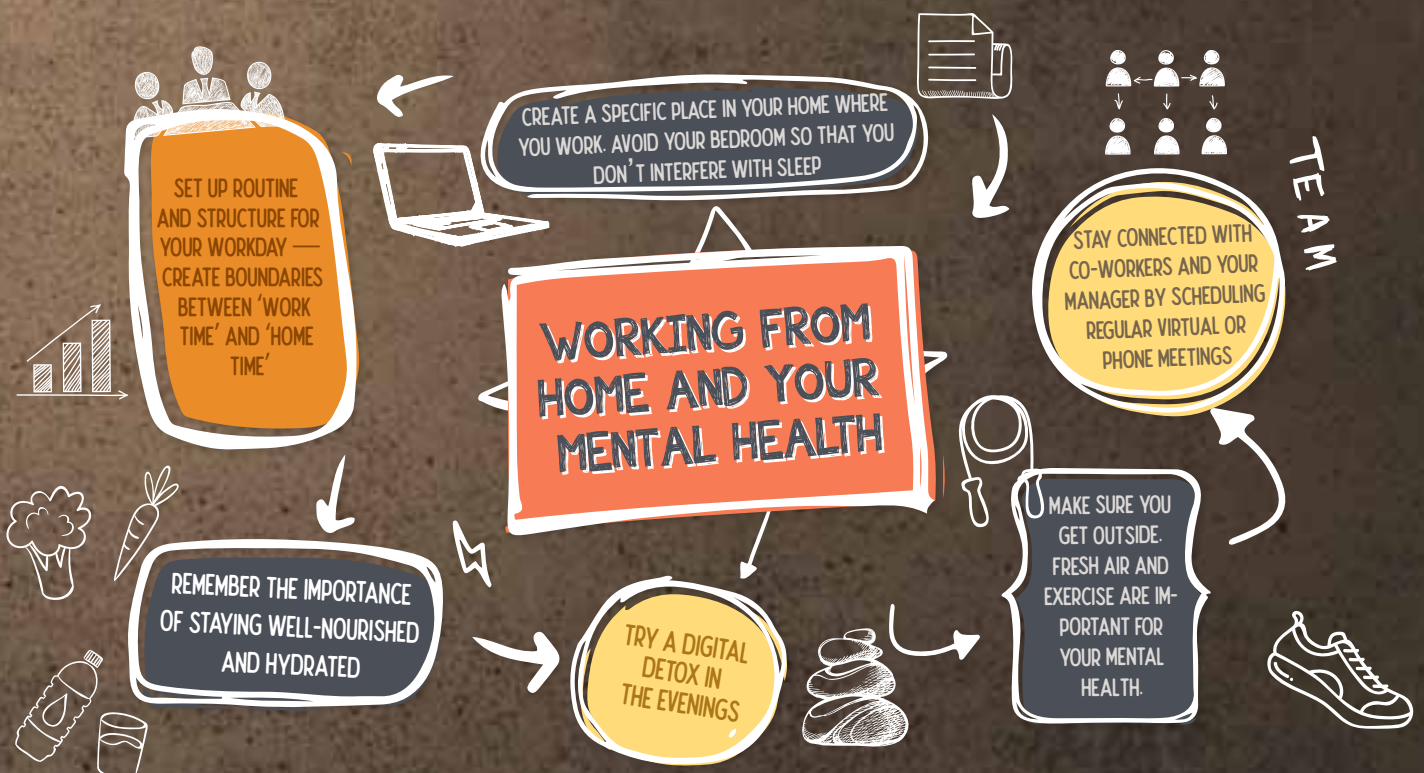 CREATE A SPECIFIC PLACE IN YOUR HOME WHERE
YOU WORK. AVOID YOUR BEDROOM SO THAT YOU
DON'T INTERFERE WITH SLEEP
SET UP ROUTINE
AND STRUCTURE FOR
YOUR WORKDAY —
CREATE BOUNDARIES
BETWEEN 'WORK
TIME' AND 'HOME
TIME'
TEAM
STAY CONNECTED WITH
CO-WORKERS AND YOUR
MANAGER BY SCHEDULING
REGULAR VIRTUAL OR
PHONE MEETINGS
WORKING FROM
HOME AND YOUR
MENTAL HEALTH
REMEMBER THE IMPORTANCE
OF STAYING WELL-NOURISHED
AND HYDRATED
TRY A DIGITAL
DETOX IN
THE EVENINGS
MAKE SURE YOU
GET OUTSIDE.
FRESH AIR AND
EXERCISE ARE IM-
PORTANT FOR
YOUR MENTAL
HEALTH.